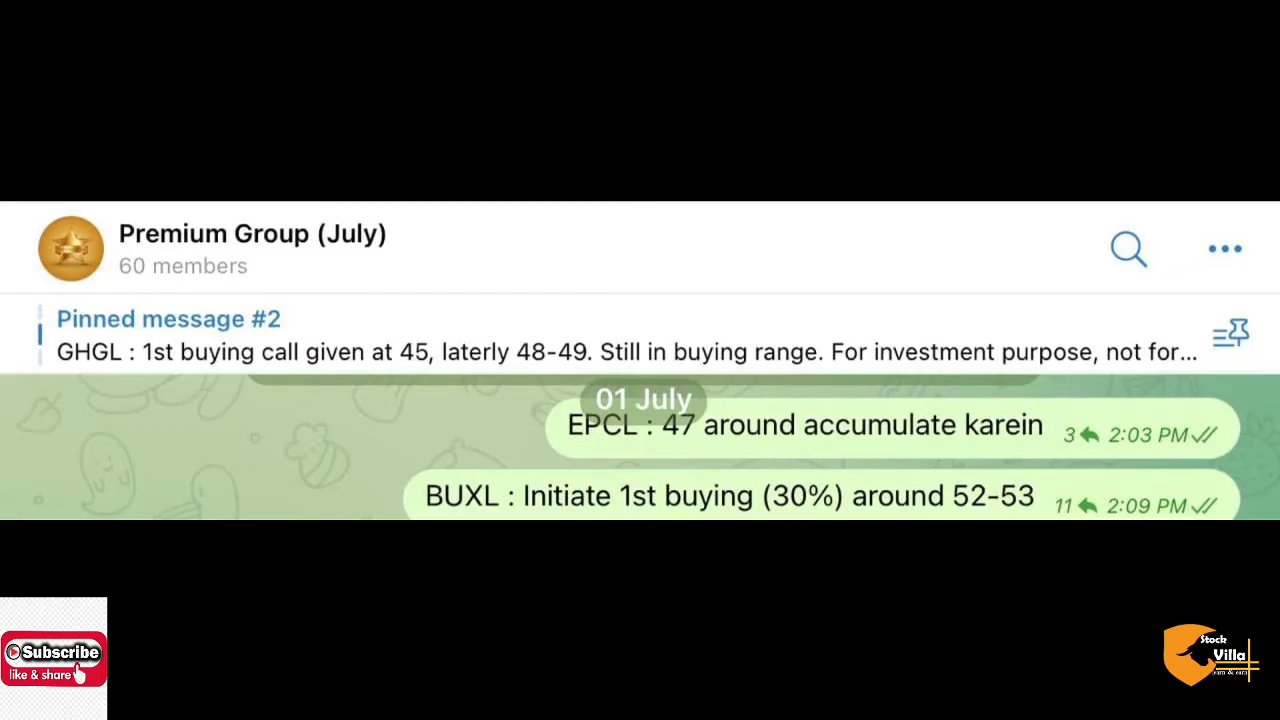 Premium Group (July)
60 members
Pinned message #2
GHGL : 1st buying call given at 45, laterly 48-49. Still in buying range. For investment purpose, not for...
01 July
EPCL : 47 around accumulate karein 3 2:03 PM
BUXL : Initiate 1st buying (30%) around 52-53 11 2:09 PM
Subscribe
like & share
Stock
Villa
learn & earn